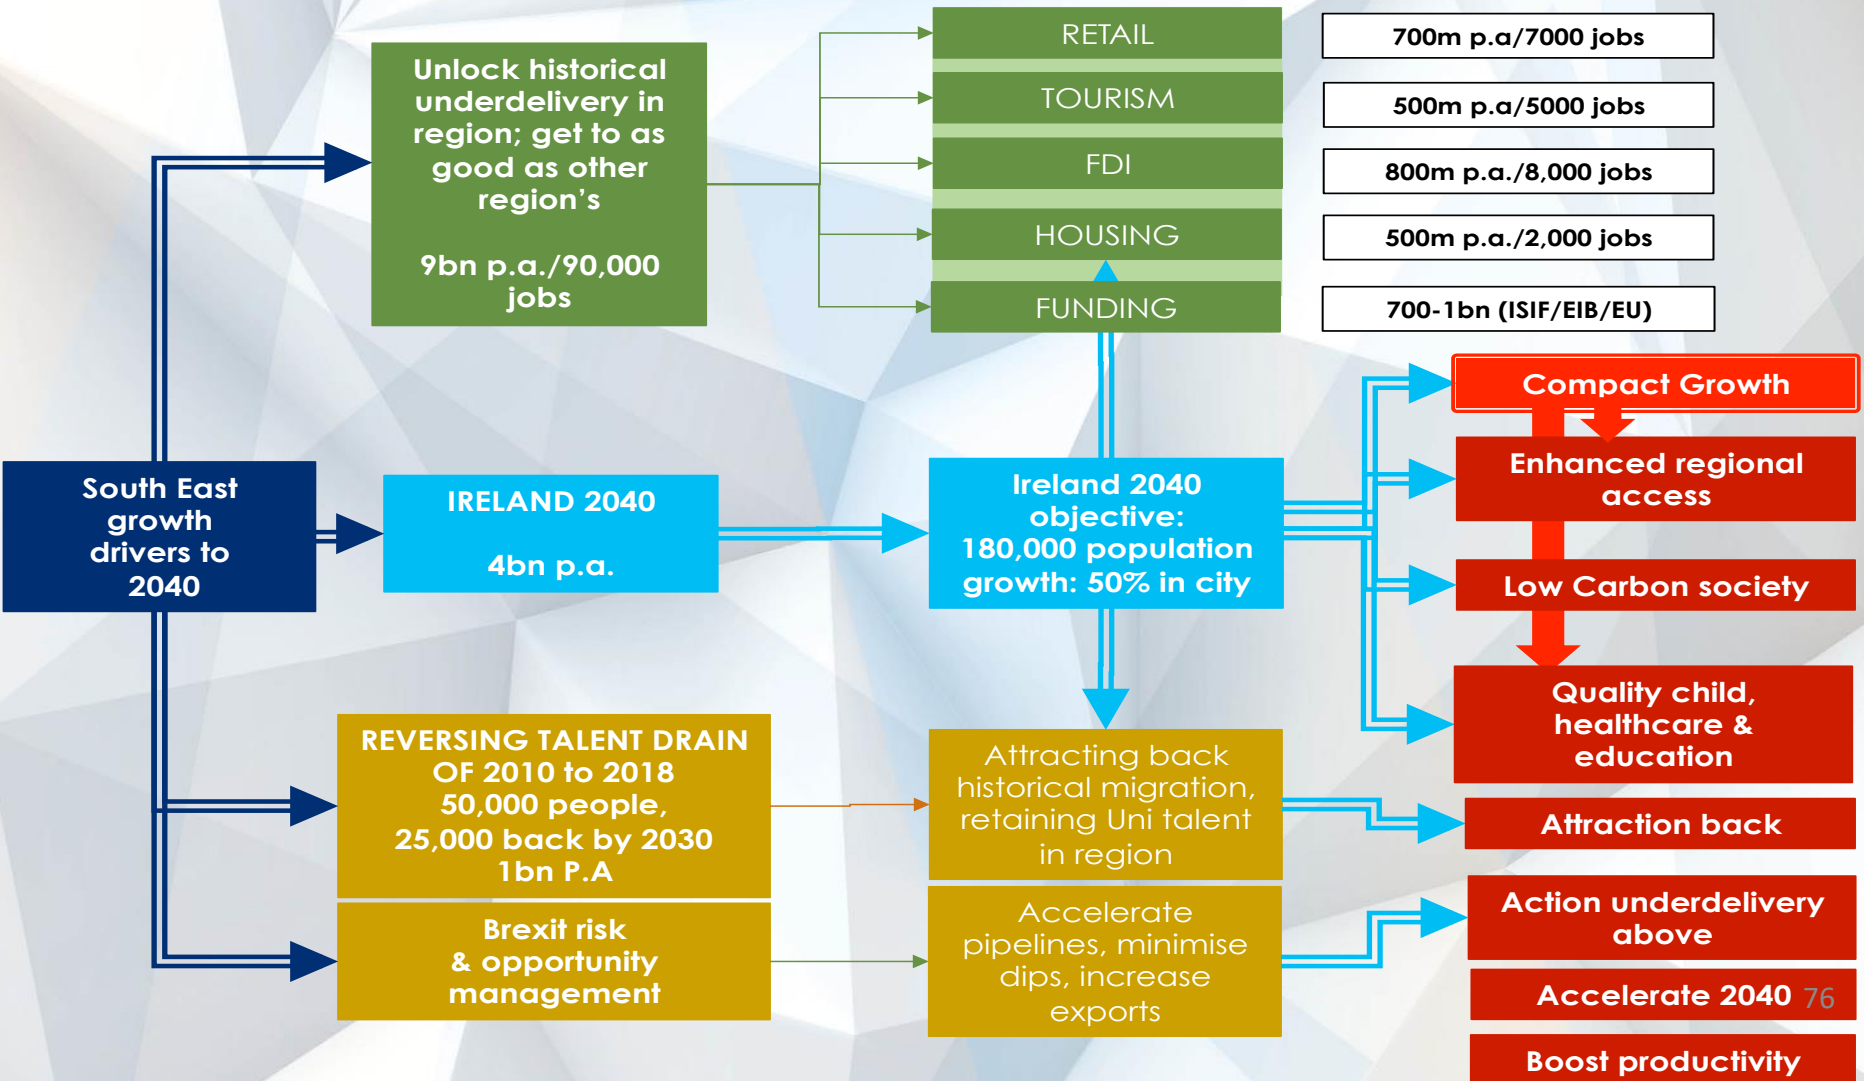 RETAIL
700m p.a/7000 jobs
Unlock historical
underdelivery in
region; get to as
good as other
region's
9bn p.a./90,000
jobs
TOURISM
500m p.a/5000 jobs
FDI
800m p.a./8,000 jobs
HOUSING
500m p.a./2,000 jobs
FUNDING
700-1bn (ISIF/EIB/EU)
South East
growth
drivers to
2040
IRELAND 2040
4bn p.a.
Ireland 2040
objective:
180,000 population
growth: 50% in city
Compact Growth
Enhanced regional
access
Low Carbon society
Quality child,
healthcare &
education
REVERSING TALENT DRAIN
OF 2010 to 2018
50,000 people,
25,000 back by 2030
1bn P.A
Attracting back
historical migration,
retaining Uni talent
in region
Attraction back
Brexit risk
& opportunity
management
Accelerate
pipelines, minimise
dips, increase
exports
Action underdelivery
above
Accelerate 2040
76
Boost productivity